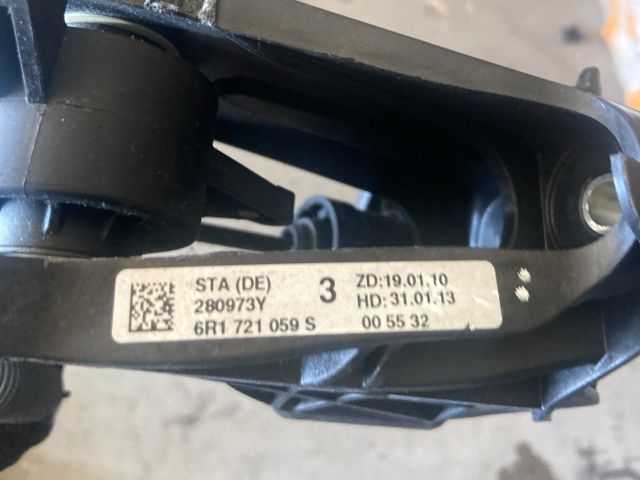 STA (DE) 3 ZD:19.01.10
280973Y HD:31.01.13
6R1 721 059 S 00 55 32